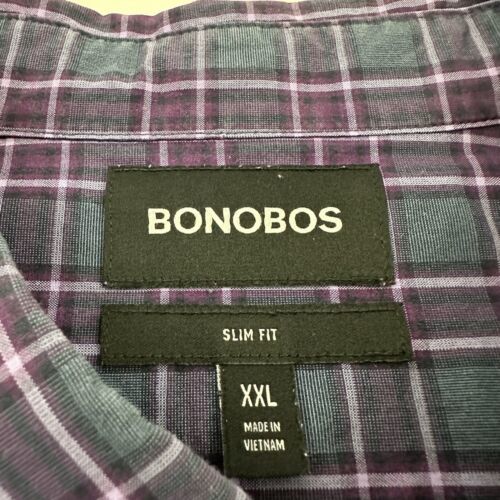 BONOBOS
SLIM FIT
XXL
MADE IN
VIETNAM